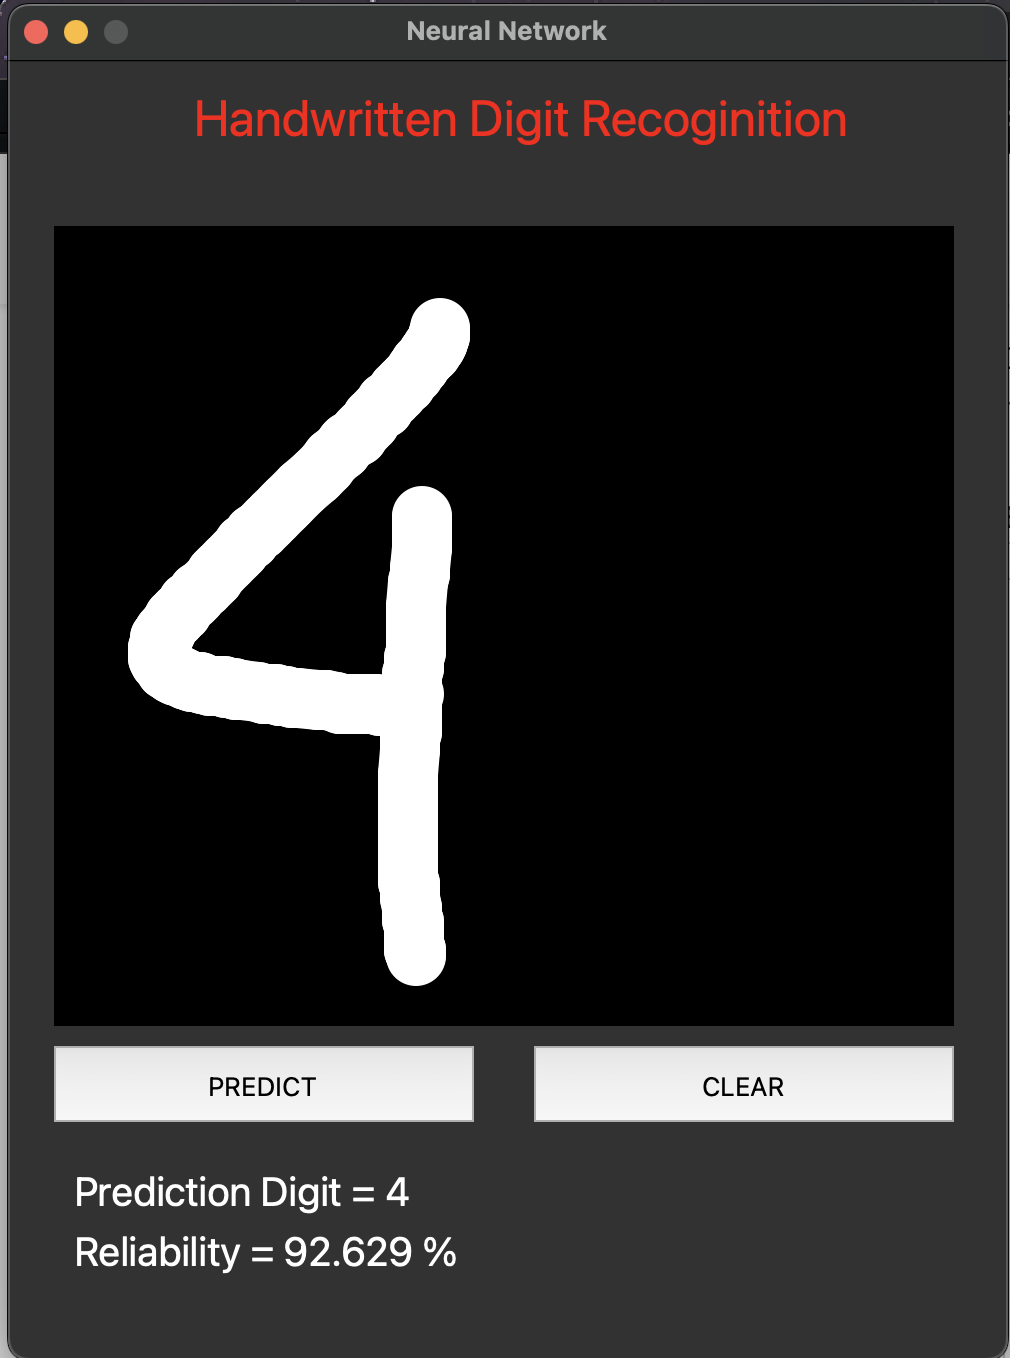 Neural Network
Handwritten Digit Recoginition
4
PREDICT
CLEAR
Prediction Digit = 4
Reliability = 92.629 %